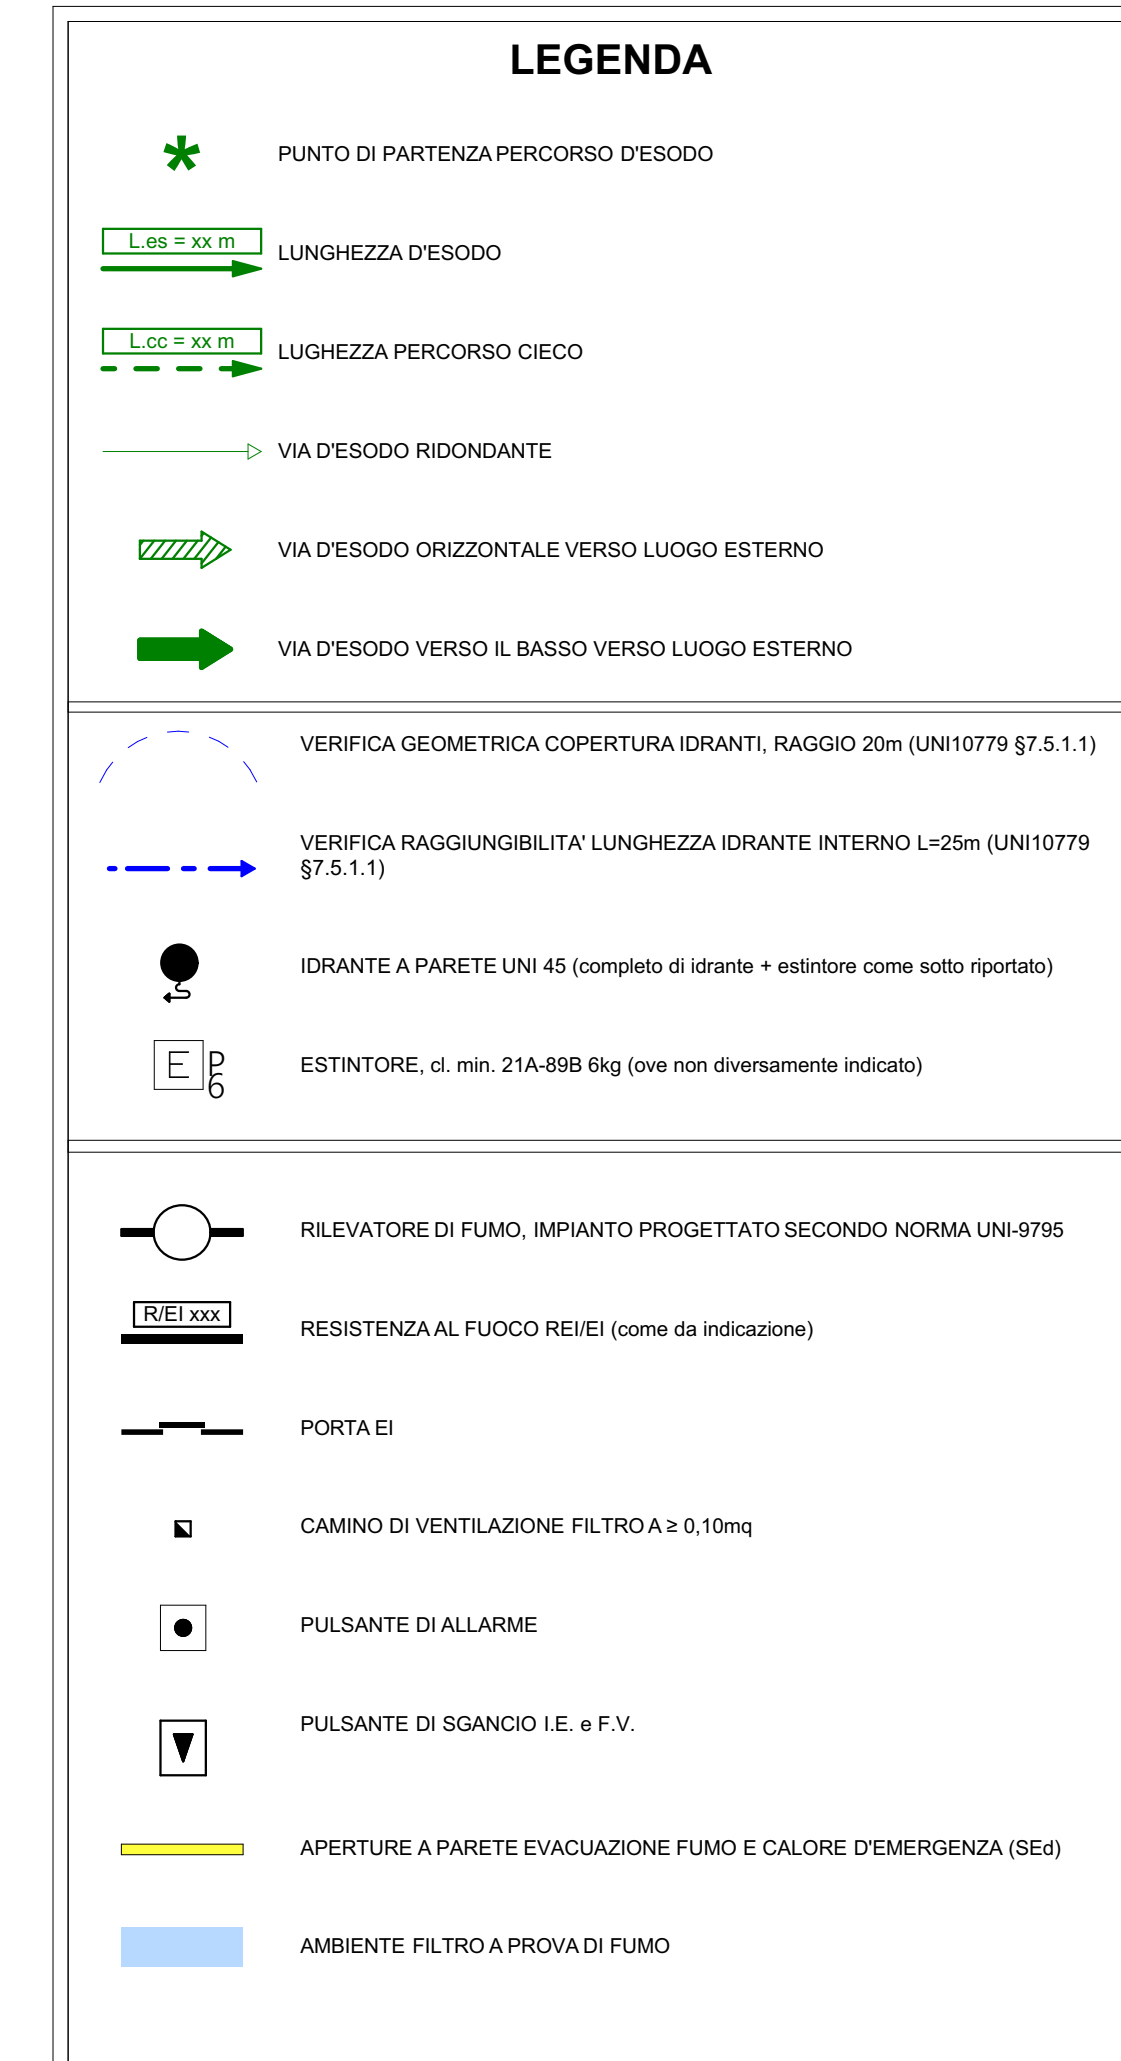 LEGENDA
PUNTO DI PARTENZA PERCORSO D'ESODO
L.es = xx m
LUNGHEZZA D'ESODO
L.cc = xx m
LUGHEZZA PERCORSO CIECO
VIA D'ESODO RIDONDANTE
VIA D'ESODO ORIZZONTALE VERSO LUOGO ESTERNO
VIA D'ESODO VERSO IL BASSO VERSO LUOGO ESTERNO
VERIFICA GEOMETRICA COPERTURA IDRANTI, RAGGIO 20m (UNI10779 §7.5.1.1)
VERIFICA RAGGIUNGIBILITA' LUNGHEZZA IDRANTE INTERNO L=25m (UNI10779
§7.5.1.1)
IDRANTE A PARETE UNI 45 (completo di idrante + estintore come sotto riportato)
E P
6
ESTINTORE, cl. min. 21A-89B 6kg (ove non diversamente indicato)
RILEVATORE DI FUMO, IMPIANTO PROGETTATO SECONDO NORMA UNI-9795
R/EI xxx
RESISTENZA AL FUOCO REI/EI (come da indicazione)
PORTA EI
CAMINO DI VENTILAZIONE FILTRO A ≥ 0,10mq
PULSANTE DI ALLARME
PULSANTE DI SGANCIO I.E. e F.V.
APERTURE A PARETE EVACUAZIONE FUMO E CALORE D'EMERGENZA (SEd)
AMBIENTE FILTRO A PROVA DI FUMO